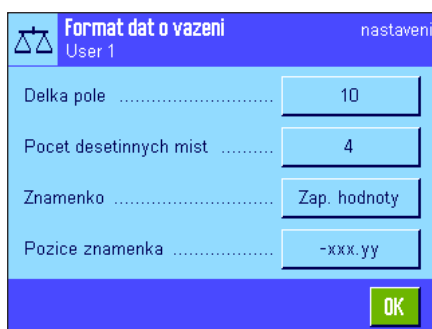 Format dat o vazeni
nastaveni
User 1
Delka pole ............................ 10
Pocet desetinnych mist .......... 4
Znamenko ............................ Zap. hodnoty
Pozice znamenka ................... -xxx.yy
OK